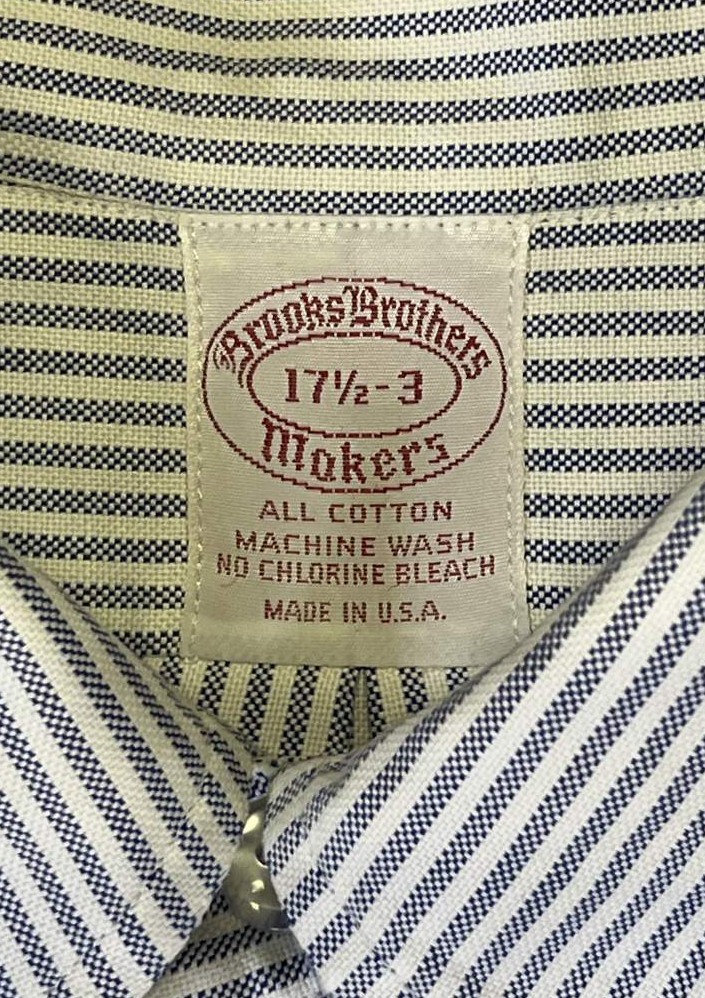 Brooks Brothers
17½-3
Makers
ALL COTTON
MACHINE WASH
NO CHLORINE BLEACH
MADE IN U.S.A.